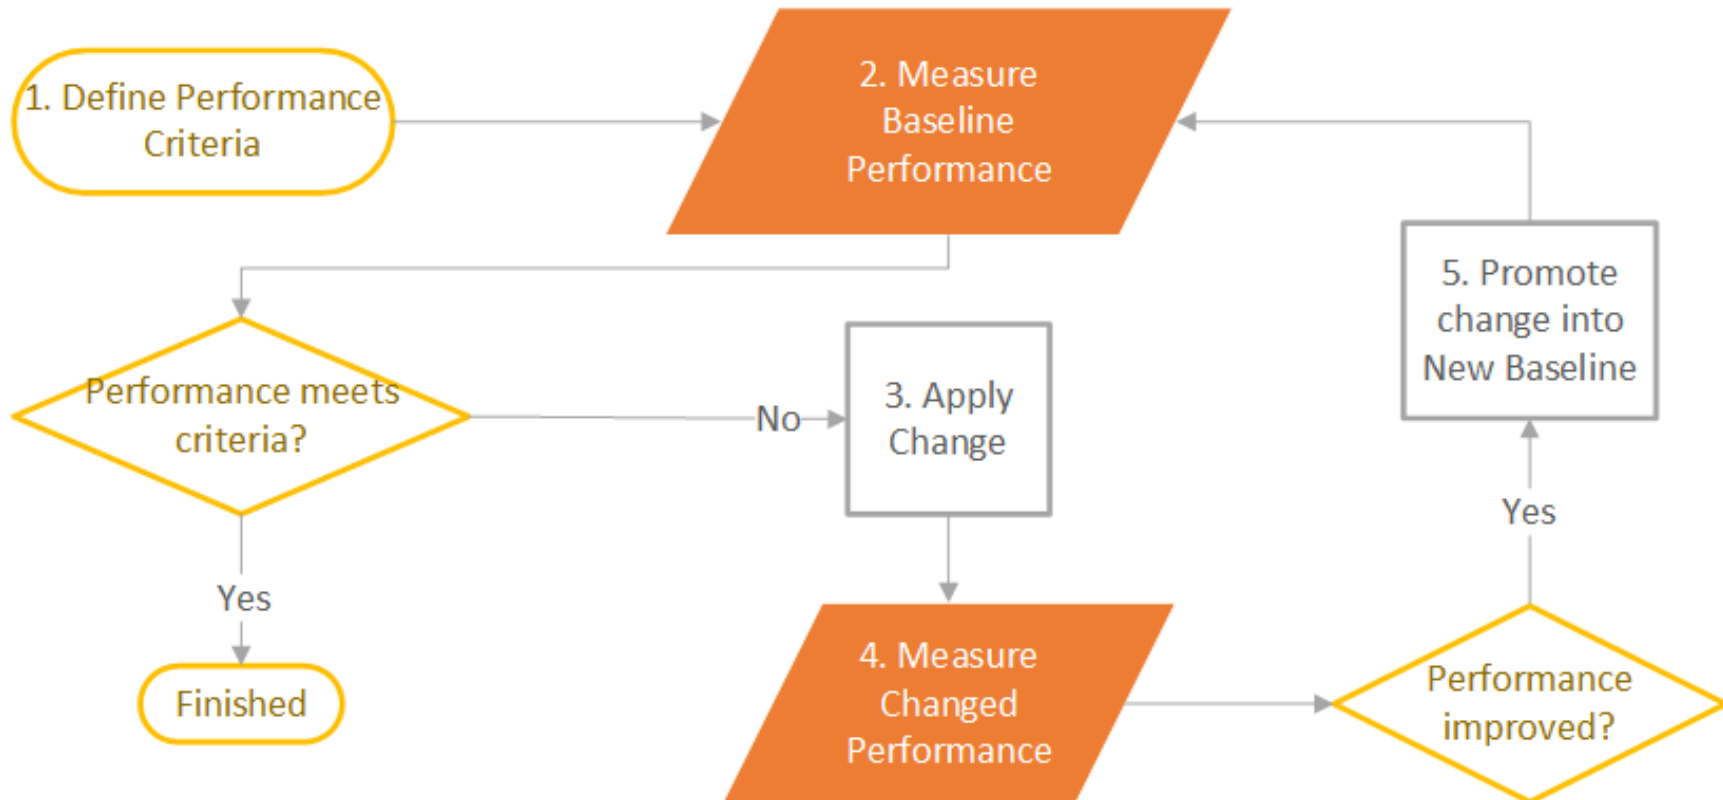 1. Define Performance
Criteria
2. Measure
Baseline
Performance
5. Promote
change into
New Baseline
Performance meets
criteria?
No
3. Apply
Change
Yes
Yes
Finished
4. Measure
Changed
Performance
Performance
improved?